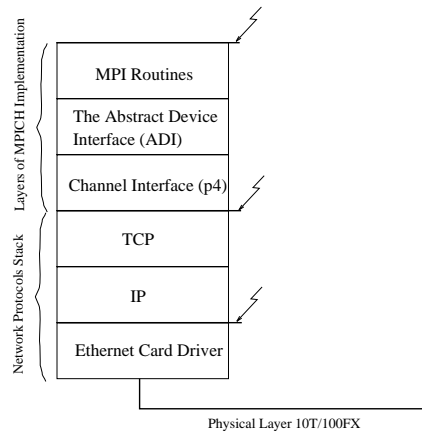 Layers of MPICH Implementation
MPI Routines
The Abstract Device
Interface (ADI)
Channel Interface (p4)
Network Protocols Stack
TCP
IP
Ethernet Card Driver
Physical Layer 10T/100FX